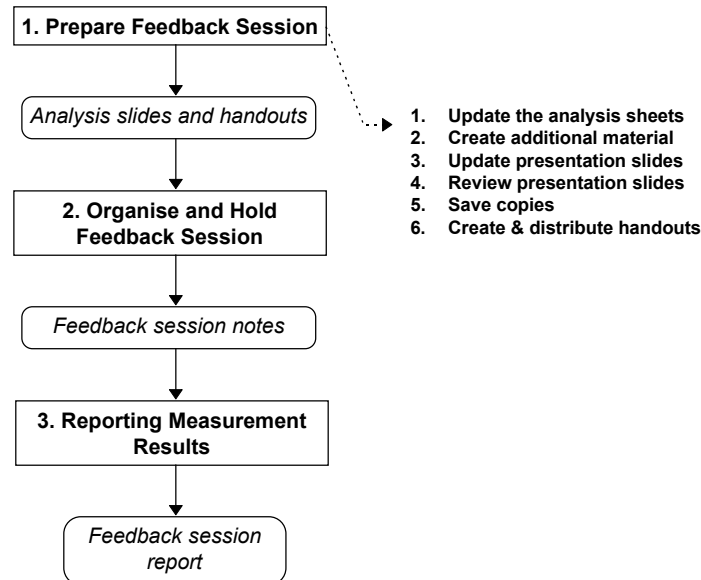 1. Prepare Feedback Session
Analysis slides and handouts
1. Update the analysis sheets
2. Create additional material
3. Update presentation slides
4. Review presentation slides
5. Save copies
6. Create & distribute handouts
2. Organise and Hold
Feedback Session
Feedback session notes
3. Reporting Measurement
Results
Feedback session
report